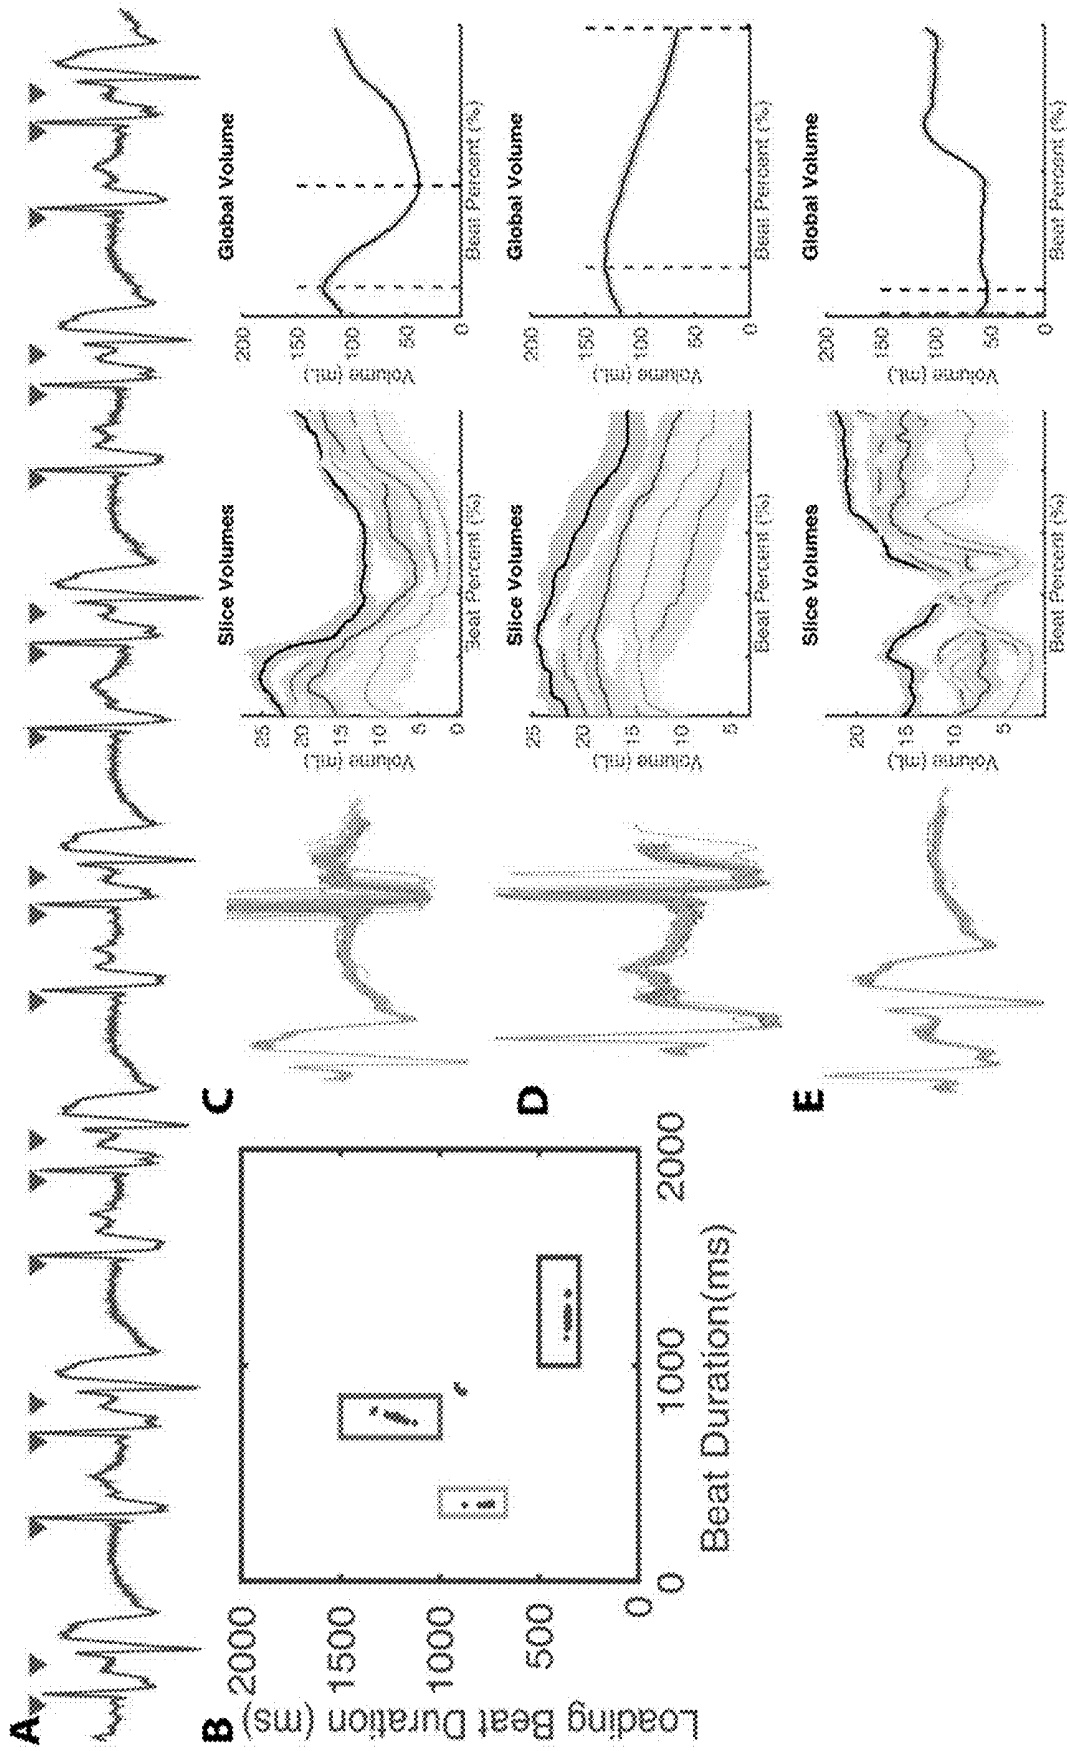 A
B
2000
1500
1000
500
0
Loading Beat Duration (ms)
0
1000
2000
Beat Duration(ms)
C
Slice Volumes
25
20
15
10
5
0
Volume (mL)
Beat Percent (%)
Global Volume
200
150
100
50
0
Volume (mL)
Beat Percent (%)
D
Slice Volumes
25
20
15
10
5
Volume (mL)
Beat Percent (%)
Global Volume
200
150
100
50
0
Volume (mL)
Beat Percent (%)
E
Slice Volumes
20
15
10
5
Volume (mL)
Beat Percent (%)
Global Volume
200
150
100
50
0
Volume (mL)
Beat Percent (%)